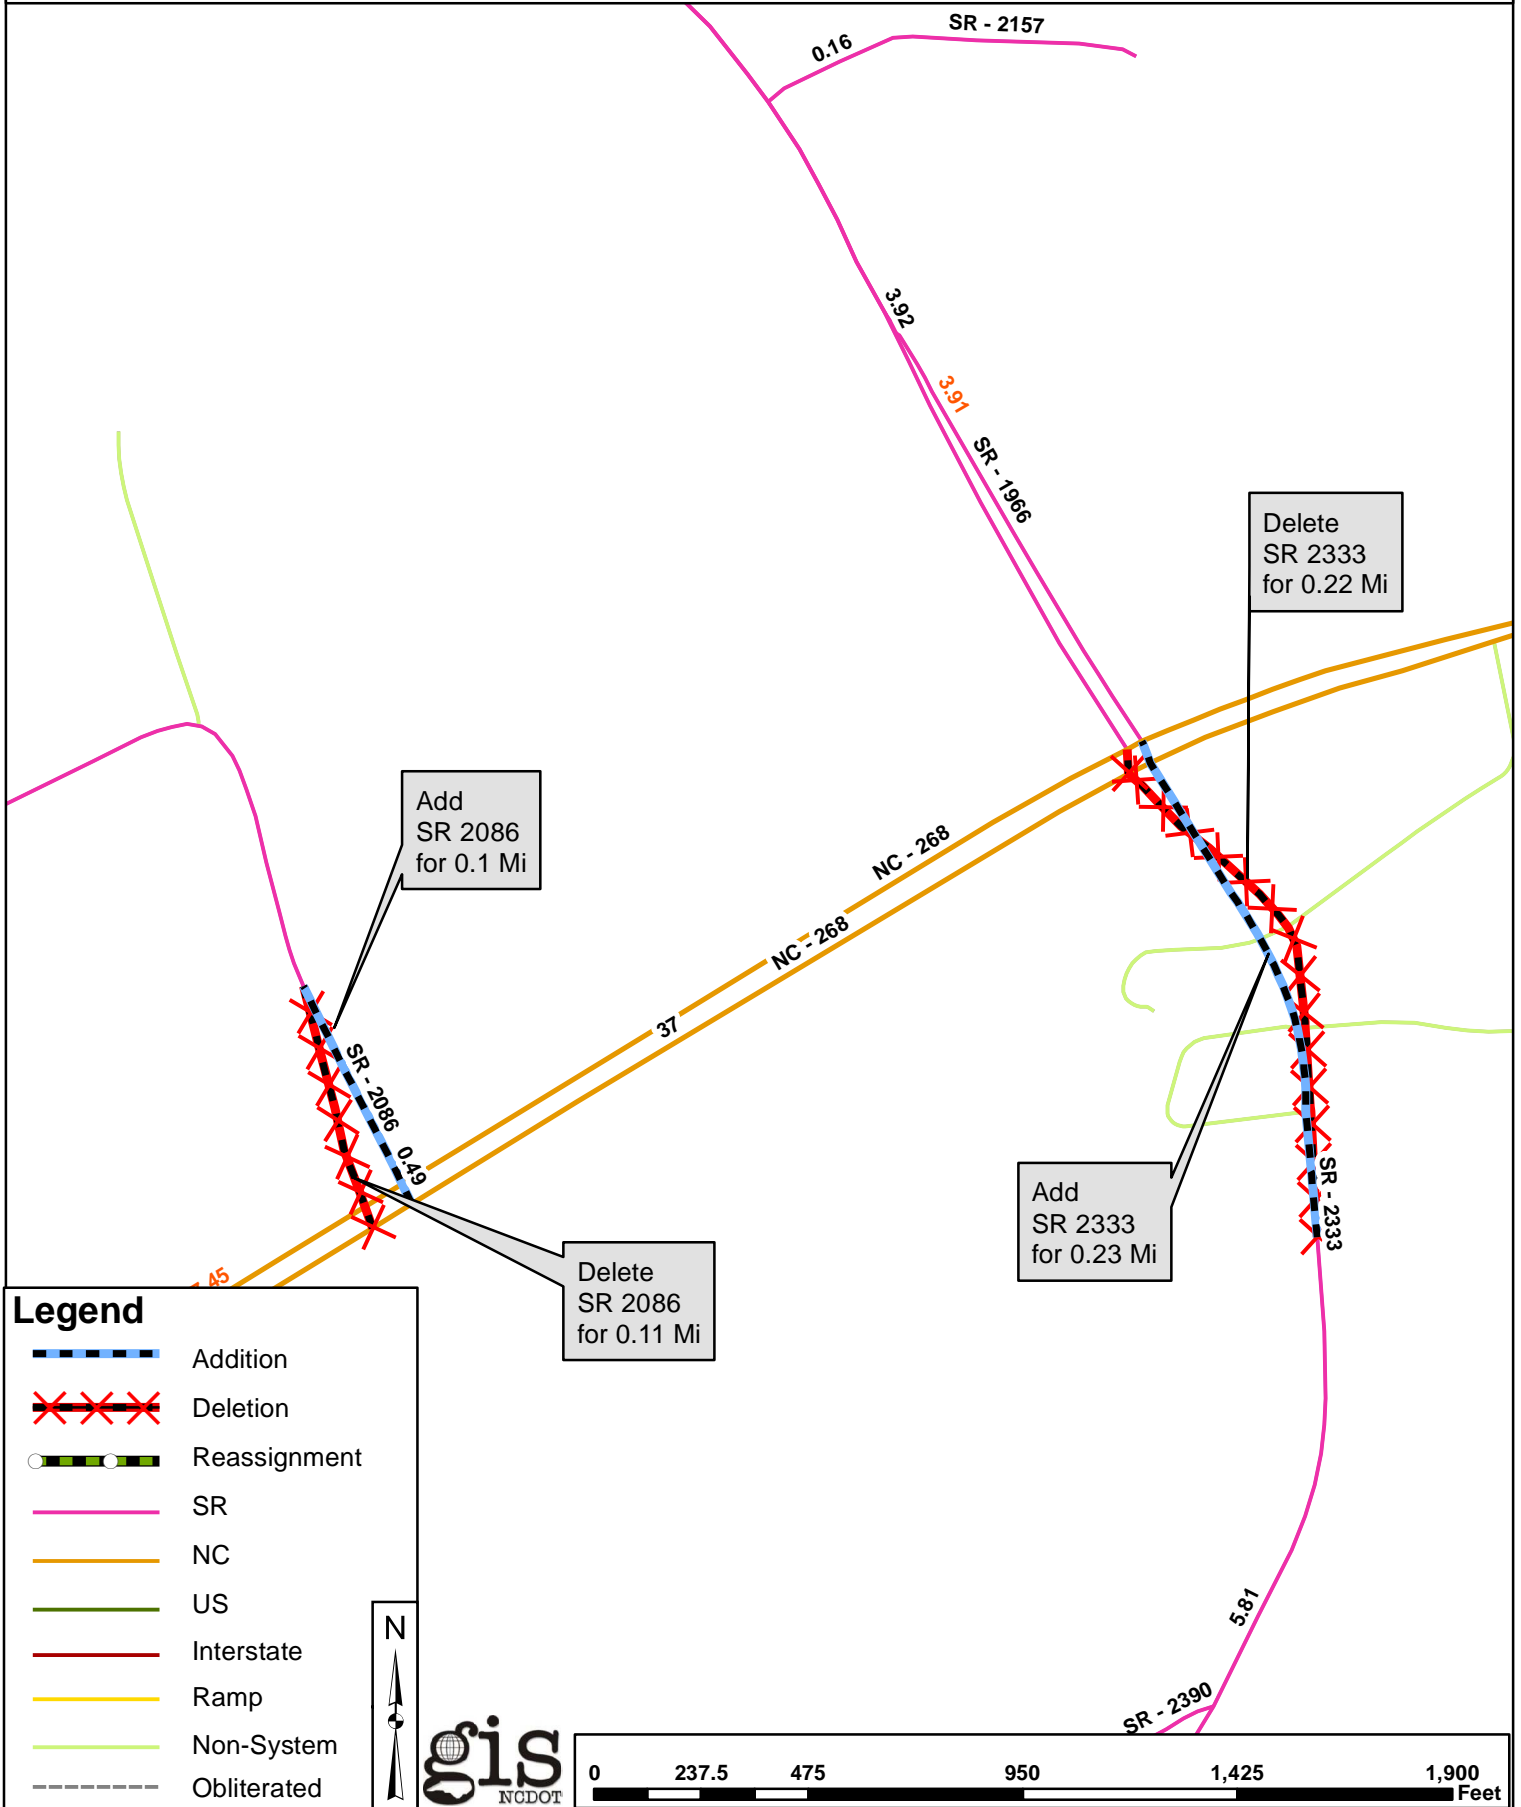 SR - 2157
0.16
3.92
3.91
SR - 1966
Delete
SR 2333
for 0.22 Mi
Add
SR 2086
for 0.1 Mi
NC - 268
NC - 268
37
SR - 2086
0.49
Add
SR 2333
for 0.23 Mi
SR - 2333
Delete
SR 2086
for 0.11 Mi
.45
5.81
SR - 2390
Legend
Addition
Deletion
Reassignment
SR
NC
US
Interstate
Ramp
Non-System
Obliterated
N
gis
NCDOT
0 237.5 475 950 1,425 1,900
Feet